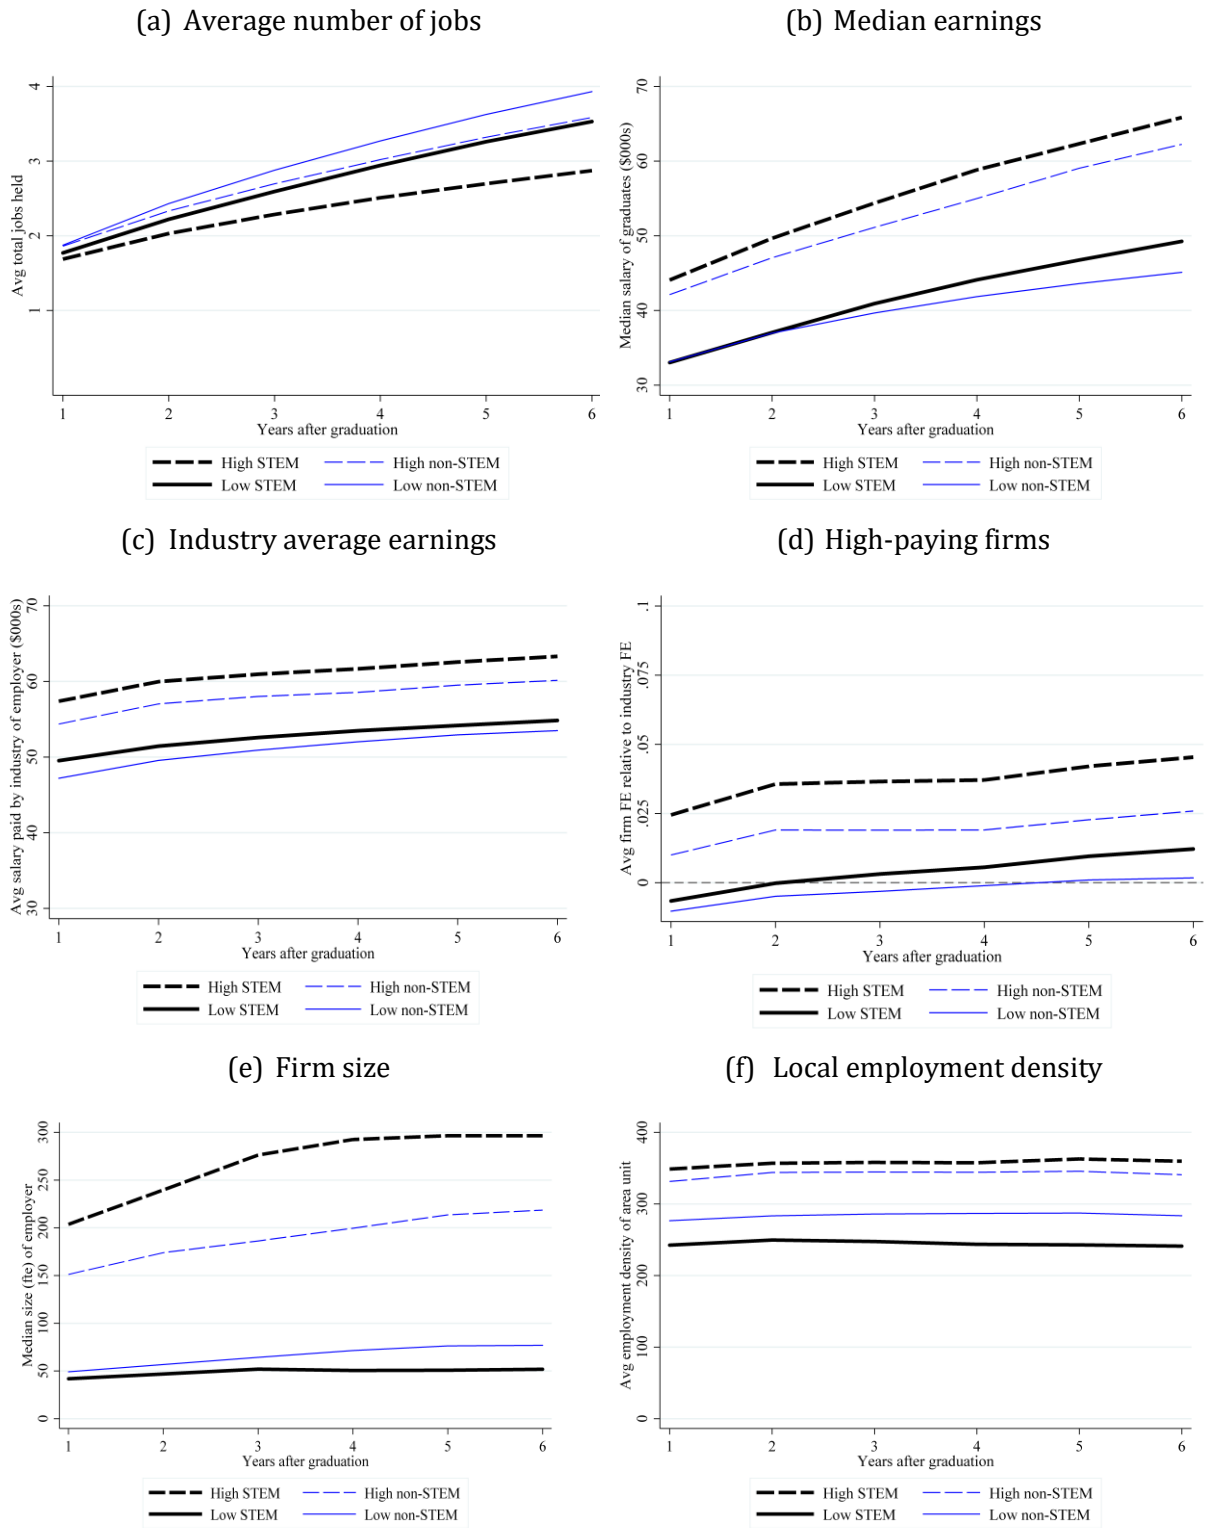 (a) Average number of jobs
Avg total jobs held
4
3
2
1
1 2 3 4 5 6
Years after graduation
High STEM High non-STEM
Low STEM Low non-STEM
(b) Median earnings
Median salary of graduates ($000s)
70
60
50
40
30
1 2 3 4 5 6
Years after graduation
High STEM High non-STEM
Low STEM Low non-STEM
(c) Industry average earnings
Avg salary paid by industry of employer ($000s)
70
60
50
40
30
1 2 3 4 5 6
Years after graduation
High STEM High non-STEM
Low STEM Low non-STEM
(d) High-paying firms
Avg firm FE relative to industry FE
.1
.075
.05
.025
0
1 2 3 4 5 6
Years after graduation
High STEM High non-STEM
Low STEM Low non-STEM
(e) Firm size
Median size (fte) of employer
300
250
200
150
100
50
0
1 2 3 4 5 6
Years after graduation
High STEM High non-STEM
Low STEM Low non-STEM
(f) Local employment density
Avg employment density of area unit
400
300
200
100
0
1 2 3 4 5 6
Years after graduation
High STEM High non-STEM
Low STEM Low non-STEM